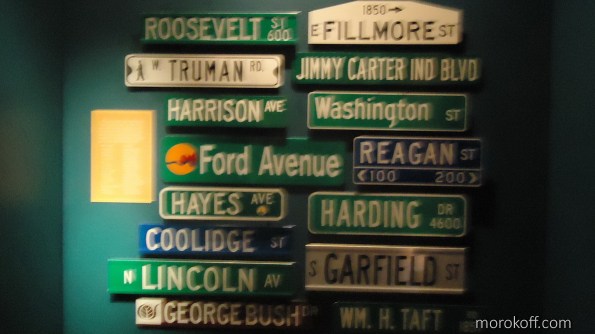 ROOSEVELT ST 600
1850 →
E FILLMORE ST
W. TRUMAN RD.
JIMMY CARTER IND BLVD
HARRISON AVE
Washington ST
Ford Avenue
REAGAN ST
<100 200>
HAYES AVE
HARDING DR 4600
COOLIDGE ST
S GARFIELD ST
N LINCOLN AV
GEORGE BUSH DR
WM. H. TAFT
morokoff.com